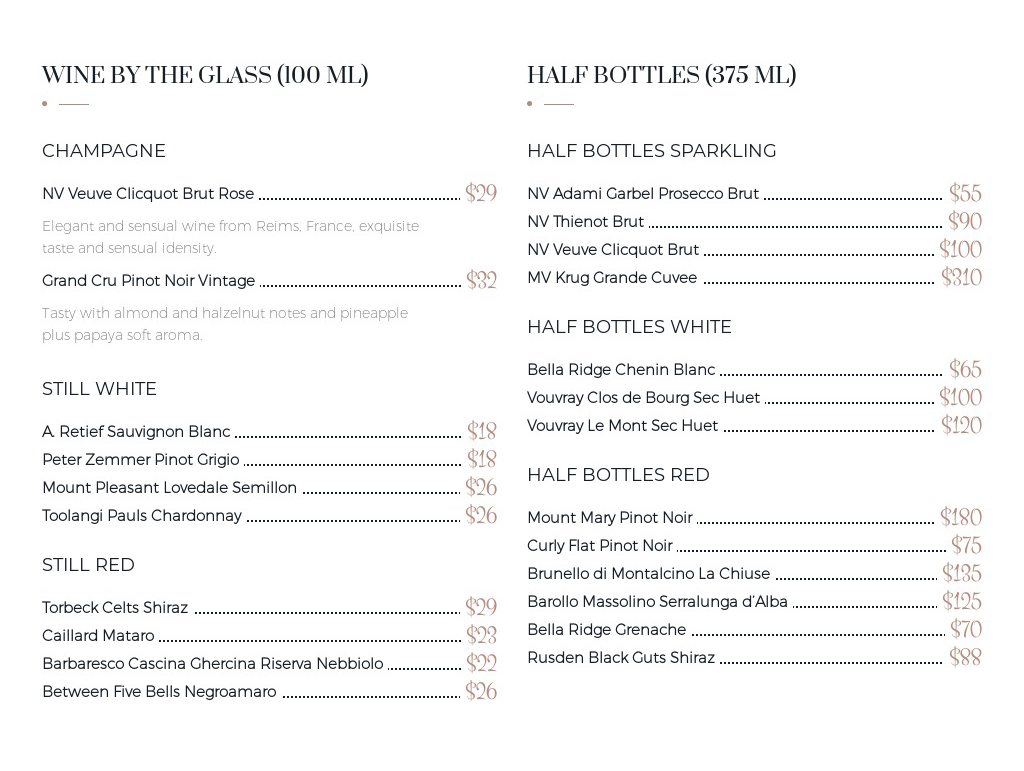 WINE BY THE GLASS (100 ML)
CHAMPAGNE
NV Veuve Clicquot Brut Rose $29
Elegant and sensual wine from Reims, France, exquisite
taste and sensual idensity.
Grand Cru Pinot Noir Vintage $32
Tasty with almond and halzelnut notes and pineapple
plus papaya soft aroma.
STILL WHITE
A. Retief Sauvignon Blanc $18
Peter Zemmer Pinot Grigio $18
Mount Pleasant Lovedale Semillon $26
Toolangi Pauls Chardonnay $26
STILL RED
Torbeck Celts Shiraz $29
Caillard Mataro $23
Barbaresco Cascina Ghercina Riserva Nebbiolo $22
Between Five Bells Negroamaro $26
HALF BOTTLES (375 ML)
HALF BOTTLES SPARKLING
NV Adami Garbel Prosecco Brut $55
NV Thienot Brut $90
NV Veuve Clicquot Brut $100
MV Krug Grande Cuvee $310
HALF BOTTLES WHITE
Bella Ridge Chenin Blanc $65
Vouvray Clos de Bourg Sec Huet $100
Vouvray Le Mont Sec Huet $120
HALF BOTTLES RED
Mount Mary Pinot Noir $180
Curly Flat Pinot Noir $75
Brunello di Montalcino La Chiuse $135
Barollo Massolino Serralunga d'Alba $125
Bella Ridge Grenache $70
Rusden Black Guts Shiraz $88